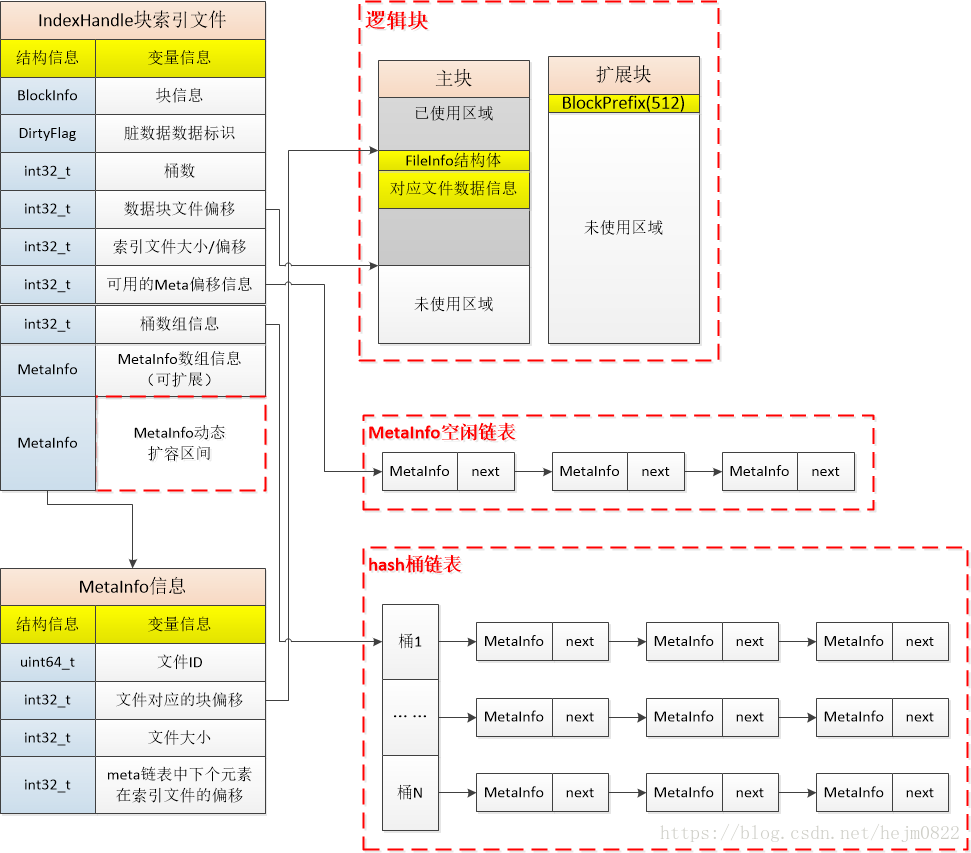 IndexHandle块索引文件
结构信息 变量信息
BlockInfo 块信息
DirtyFlag 脏数据数据标识
int32_t 桶数
int32_t 数据块文件偏移
int32_t 索引文件大小/偏移
int32_t 可用的Meta偏移信息
int32_t 桶数组信息
MetaInfo MetaInfo数组信息
（可扩展）
MetaInfo MetaInfo动态
扩容区间
MetaInfo信息
结构信息 变量信息
uint64_t 文件ID
int32_t 文件对应的块偏移
int32_t 文件大小
int32_t meta链表中下个元素
在索引文件的偏移
逻辑块
主块
已使用区域
FileInfo结构体
对应文件数据信息
未使用区域
扩展块
BlockPrefix(512)
未使用区域
MetaInfo空闲链表
MetaInfo next MetaInfo next MetaInfo next
hash桶链表
桶1 MetaInfo next MetaInfo next MetaInfo next
... ... MetaInfo next MetaInfo next MetaInfo next
桶N MetaInfo next MetaInfo next MetaInfo next
https://blog.csdn.net/hejm0822